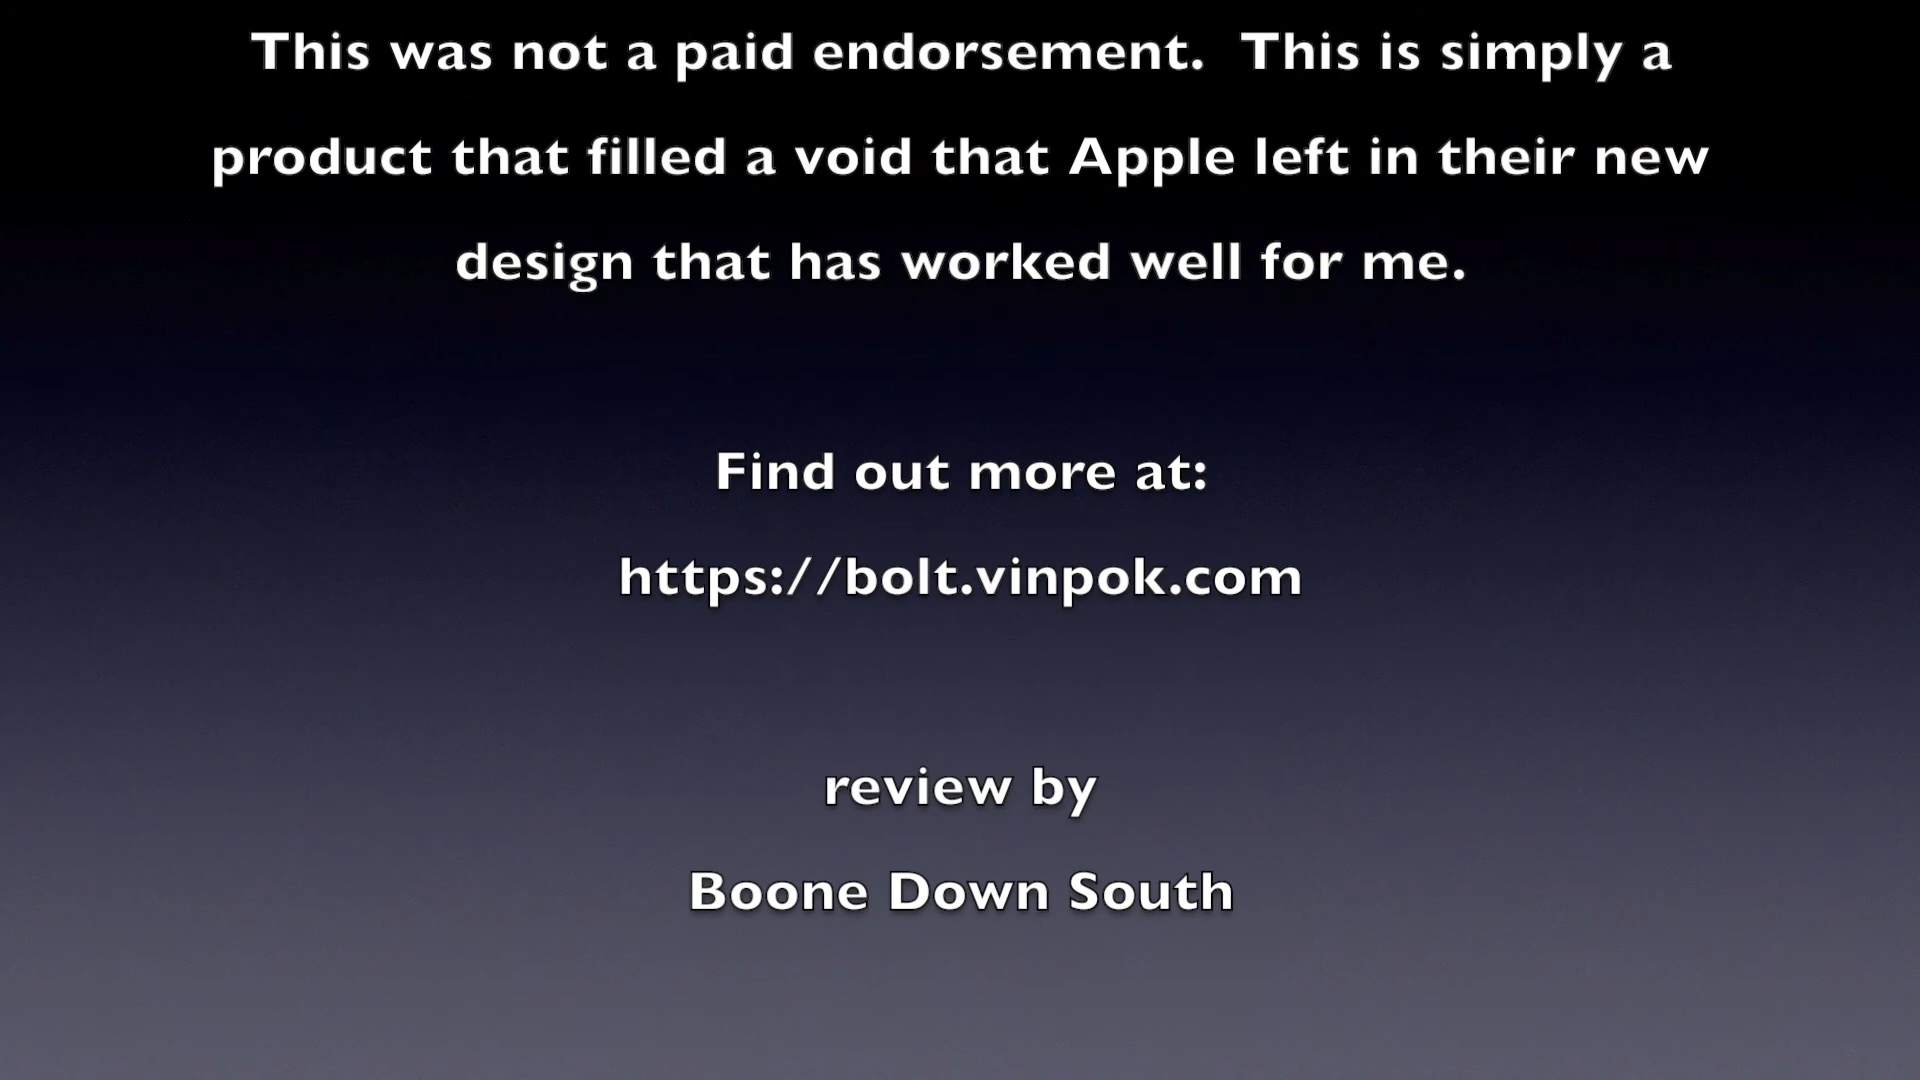 This was not a paid endorsement.  This is simply a
product that filled a void that Apple left in their new
design that has worked well for me.
Find out more at:
https://bolt.vinpok.com
review by
Boone Down South